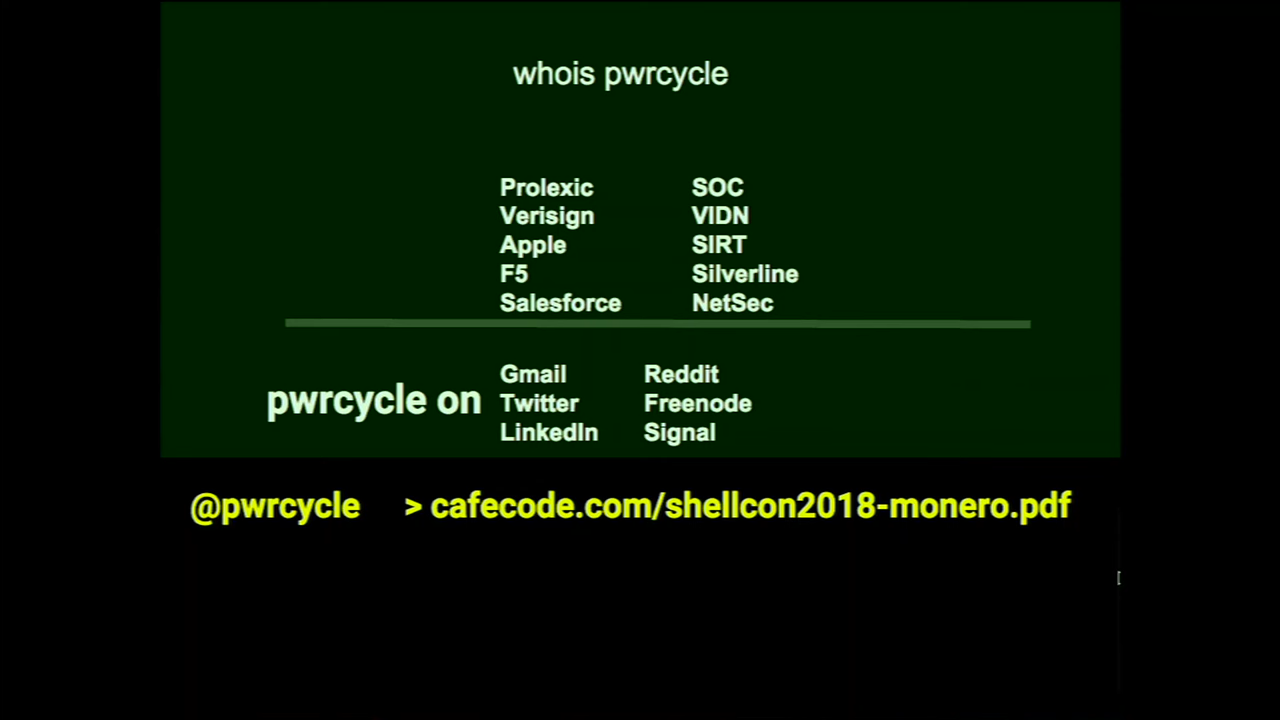 whois pwrcycle
Prolexic SOC
Verisign VIDN
Apple SIRT
F5 Silverline
Salesforce NetSec
pwrcycle on
Gmail Reddit
Twitter Freenode
LinkedIn Signal
@pwrcycle > cafecode.com/shellcon2018-monero.pdf